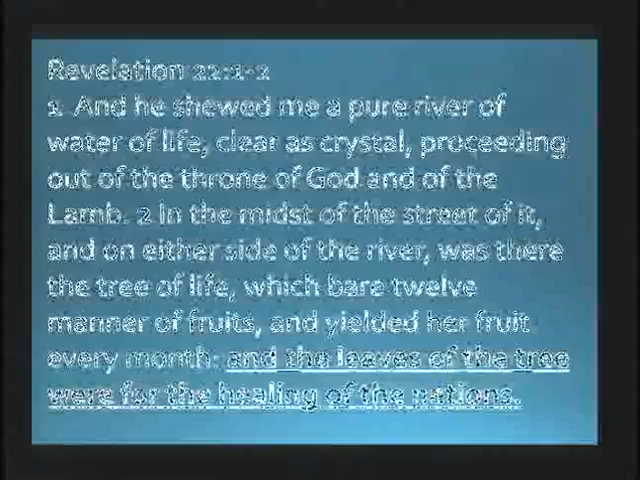 Revelation 22:1-2
1 And he shewed me a pure river of
water of life, clear as crystal, proceeding
out of the throne of God and of the
Lamb. 2 In the midst of the street of it,
and on either side of the river, was there
the tree of life, which bare twelve
manner of fruits, and yielded her fruit
every month: and the leaves of the tree
were for the healing of the nations.